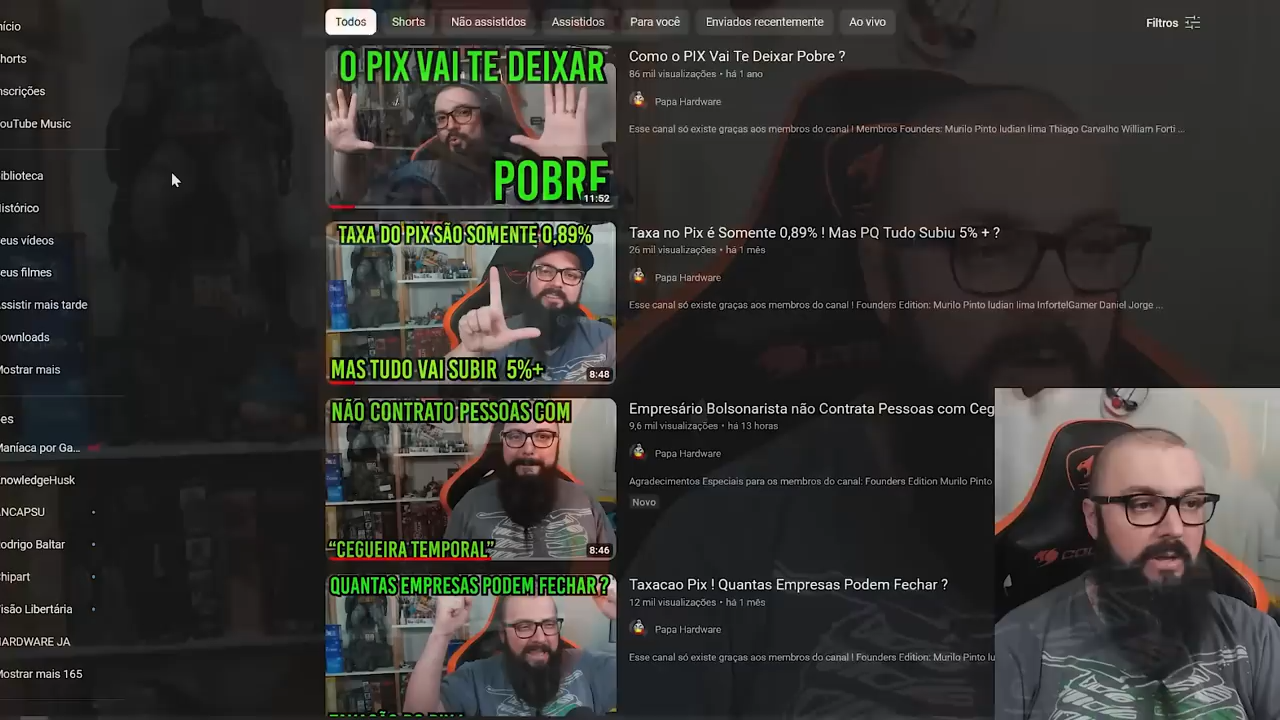 Todos
Shorts
Não assistidos
Assistidos
Para você
Enviados recentemente
Ao vivo
Filtros
nício
horts
nscrições
ouTube Music
iblioteca
istórico
eus vídeos
eus filmes
ssistir mais tarde
ownloads
ostrar mais
ões
Maníaca por Ga...
nowledgeHusk
NCAPSU
odrigo Baltar
hipart
isão Libertária
HARDWARE JA
ostrar mais 165
O PIX VAI TE DEIXAR
POBRE
11:52
Como o PIX Vai Te Deixar Pobre ?
86 mil visualizações • há 1 ano
Papa Hardware
Esse canal só existe graças aos membros do canal ! Membros Founders: Murilo Pinto ludian lima Thiago Carvalho William Forti ...
TAXA DO PIX SÃO SOMENTE 0,89%
MAS TUDO VAI SUBIR 5%+
8:48
Taxa no Pix é Somente 0,89% ! Mas PQ Tudo Subiu 5% + ?
26 mil visualizações • há 1 mês
Papa Hardware
Esse canal só existe graças aos membros do canal ! Founders Edition: Murilo Pinto ludian lima InfortelGamer Daniel Jorge ...
NÃO CONTRATO PESSOAS COM
"CEGUEIRA TEMPORAL"
8:46
Empresário Bolsonarista não Contrata Pessoas com Ceg
9,6 mil visualizações • há 13 horas
Papa Hardware
Agradecimentos Especiais para os membros do canal: Founders Edition Murilo Pinto
Novo
QUANTAS EMPRESAS PODEM FECHAR ?
Taxacao Pix ! Quantas Empresas Podem Fechar ?
12 mil visualizações • há 1 mês
Papa Hardware
Esse canal só existe graças aos membros do canal ! Founders Edition: Murilo Pinto lu